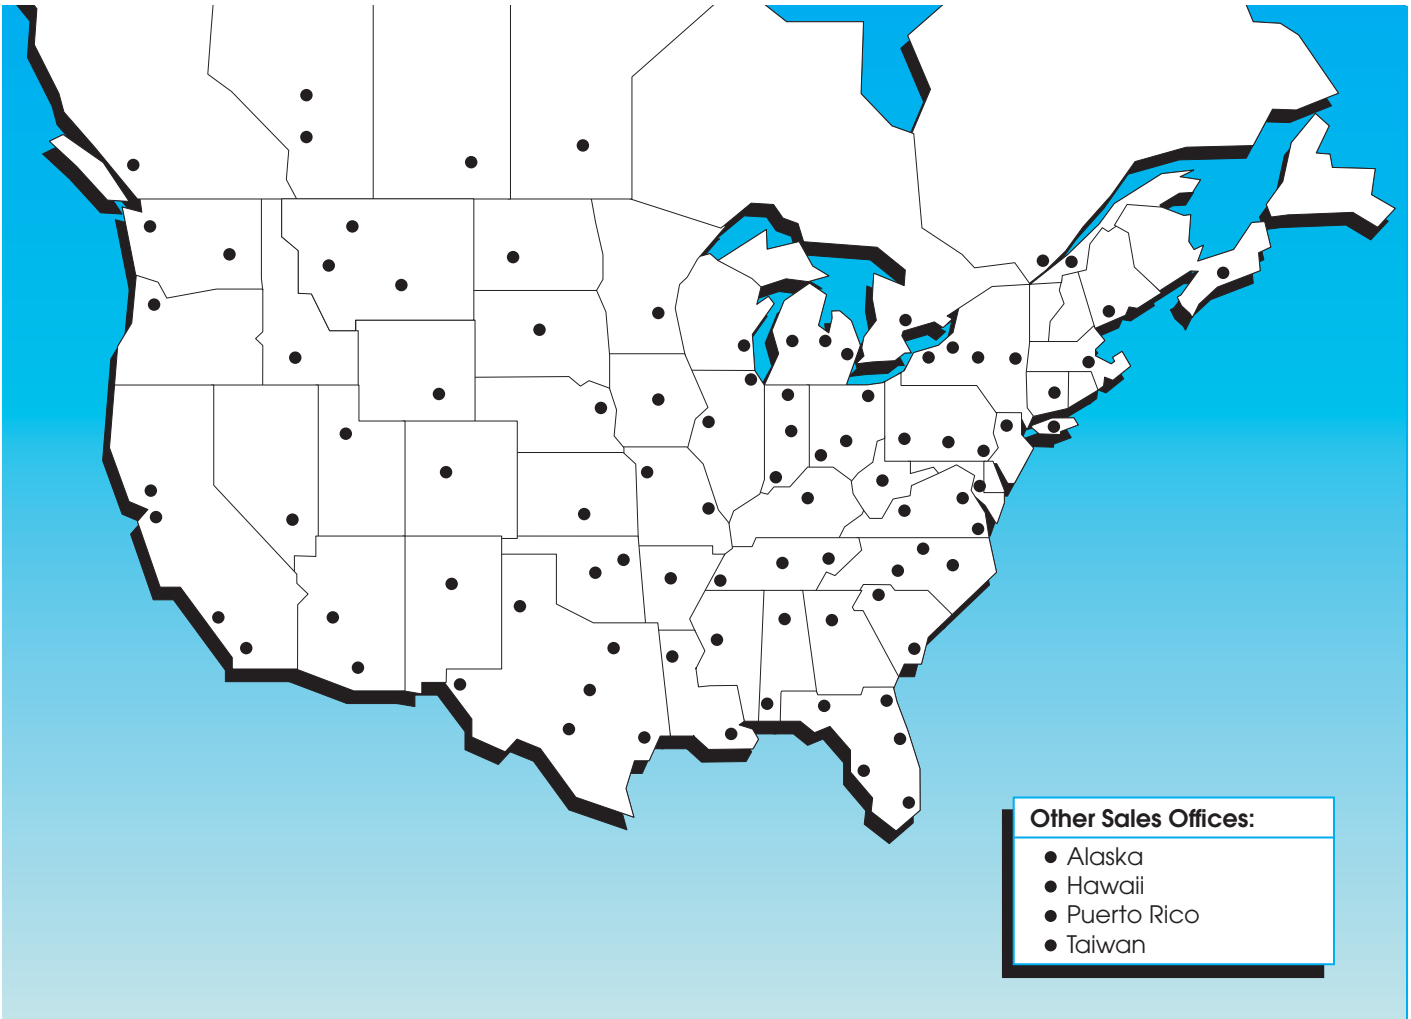 Other Sales Offices:
● Alaska
● Hawaii
● Puerto Rico
● Taiwan